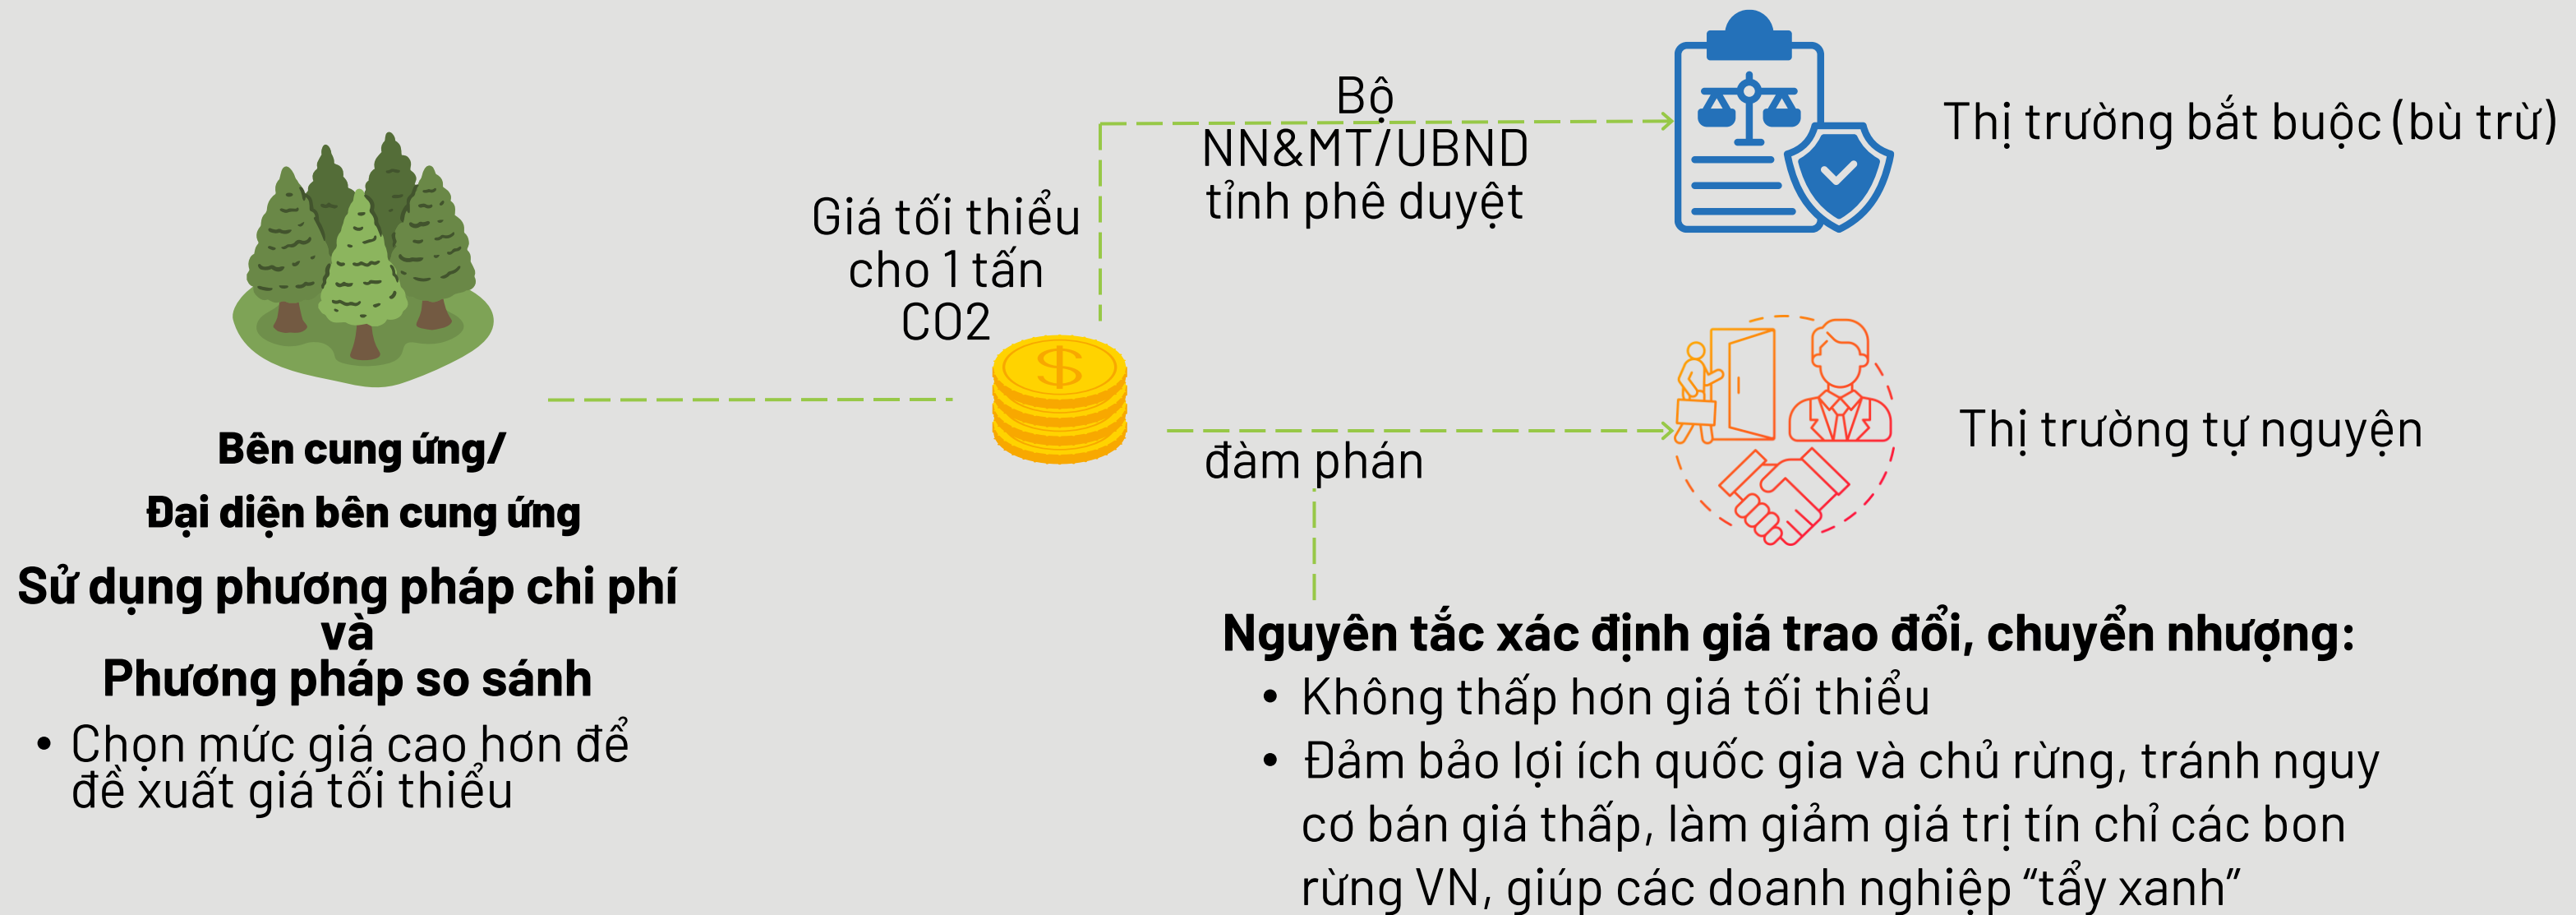 Bên cung ứng/
Đại diện bên cung ứng
Sử dụng phương pháp chi phí
và
Phương pháp so sánh
• Chọn mức giá cao hơn để
đề xuất giá tối thiểu
Giá tối thiểu
cho 1 tấn
CO2
$
Bộ
NN&MT/UBND
tỉnh phê duyệt
Thị trường bắt buộc (bù trừ)
đàm phán
Thị trường tự nguyện
Nguyên tắc xác định giá trao đổi, chuyển nhượng:
• Không thấp hơn giá tối thiểu
• Đảm bảo lợi ích quốc gia và chủ rừng, tránh nguy
cơ bán giá thấp, làm giảm giá trị tín chỉ các bon
rừng VN, giúp các doanh nghiệp “tẩy xanh”